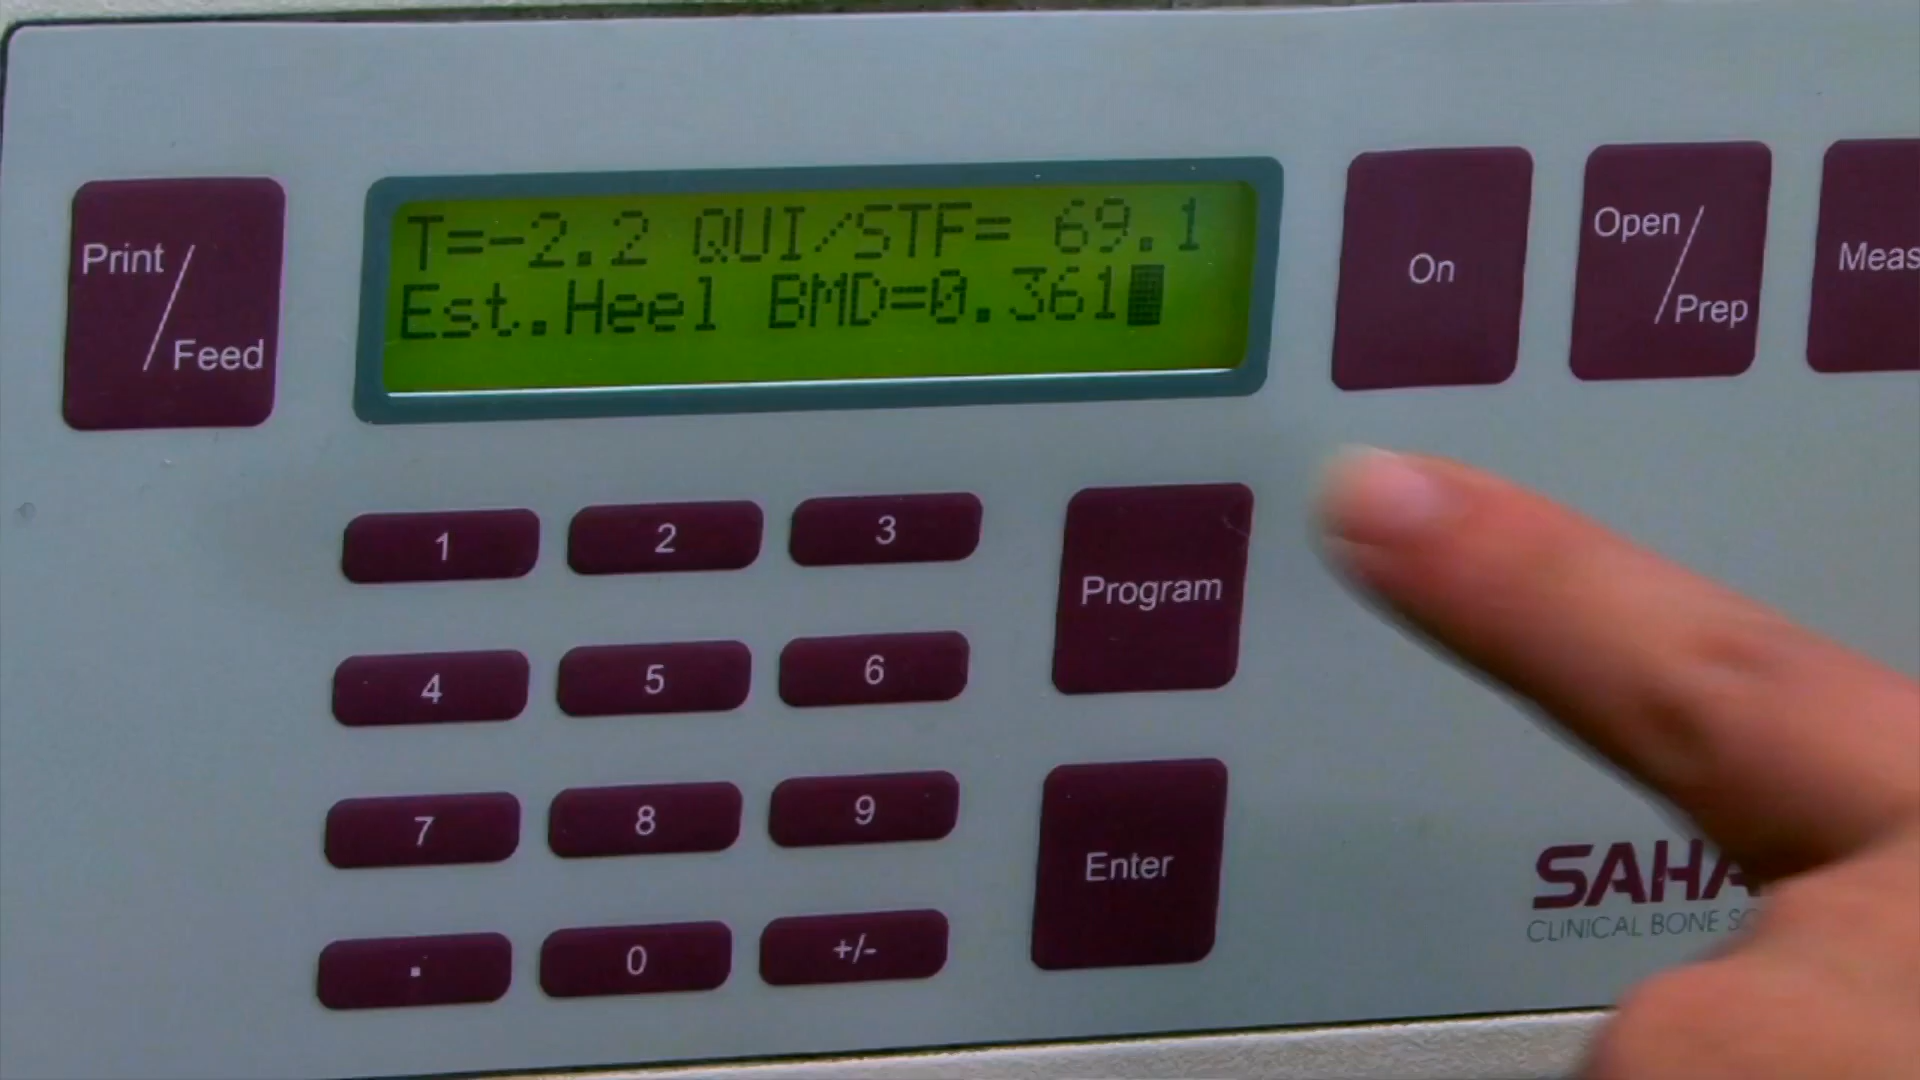 T=-2.2 QUI/STF= 69.1
Est.Heel BMD=0.361
Print/Feed
On
Open/Prep
1
2
3
Program
4
5
6
7
8
9
Enter
.
0
+/-
CLINICAL BONE